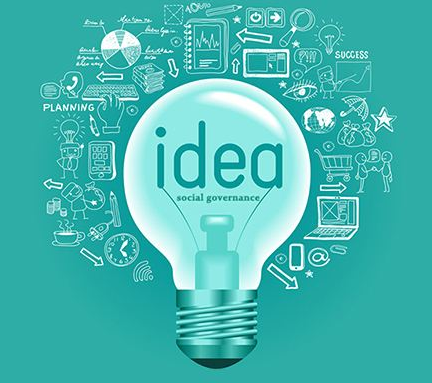 idea
social governance
SUCCESS
PLANNING
@